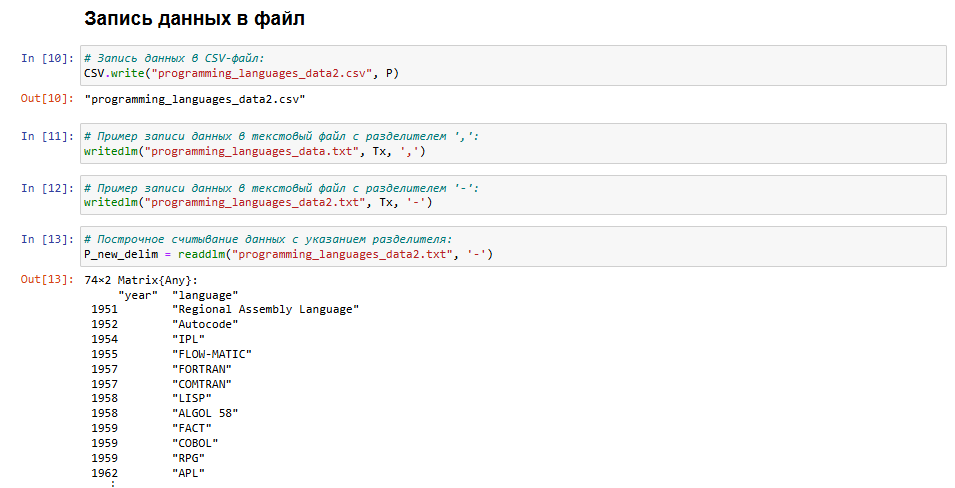 Запись данных в файл
In [10]: # Запись данных в CSV-файл:
CSV.write("programming_languages_data2.csv", P)
Out[10]: "programming_languages_data2.csv"
In [11]: # Пример записи данных в текстовый файл с разделителем ',':
writedlm("programming_languages_data.txt", Tx, ',')
In [12]: # Пример записи данных в текстовый файл с разделителем '-':
writedlm("programming_languages_data2.txt", Tx, '-')
In [13]: # Построчное считывание данных с указанием разделителя:
P_new_delim = readdlm("programming_languages_data2.txt", '-')
Out[13]: 74×2 Matrix{Any}:
"year" "language"
1951 "Regional Assembly Language"
1952 "Autocode"
1954 "IPL"
1955 "FLOW-MATIC"
1957 "FORTRAN"
1957 "COMTRAN"
1958 "LISP"
1958 "ALGOL 58"
1959 "FACT"
1959 "COBOL"
1959 "RPG"
1962 "APL"
⋮